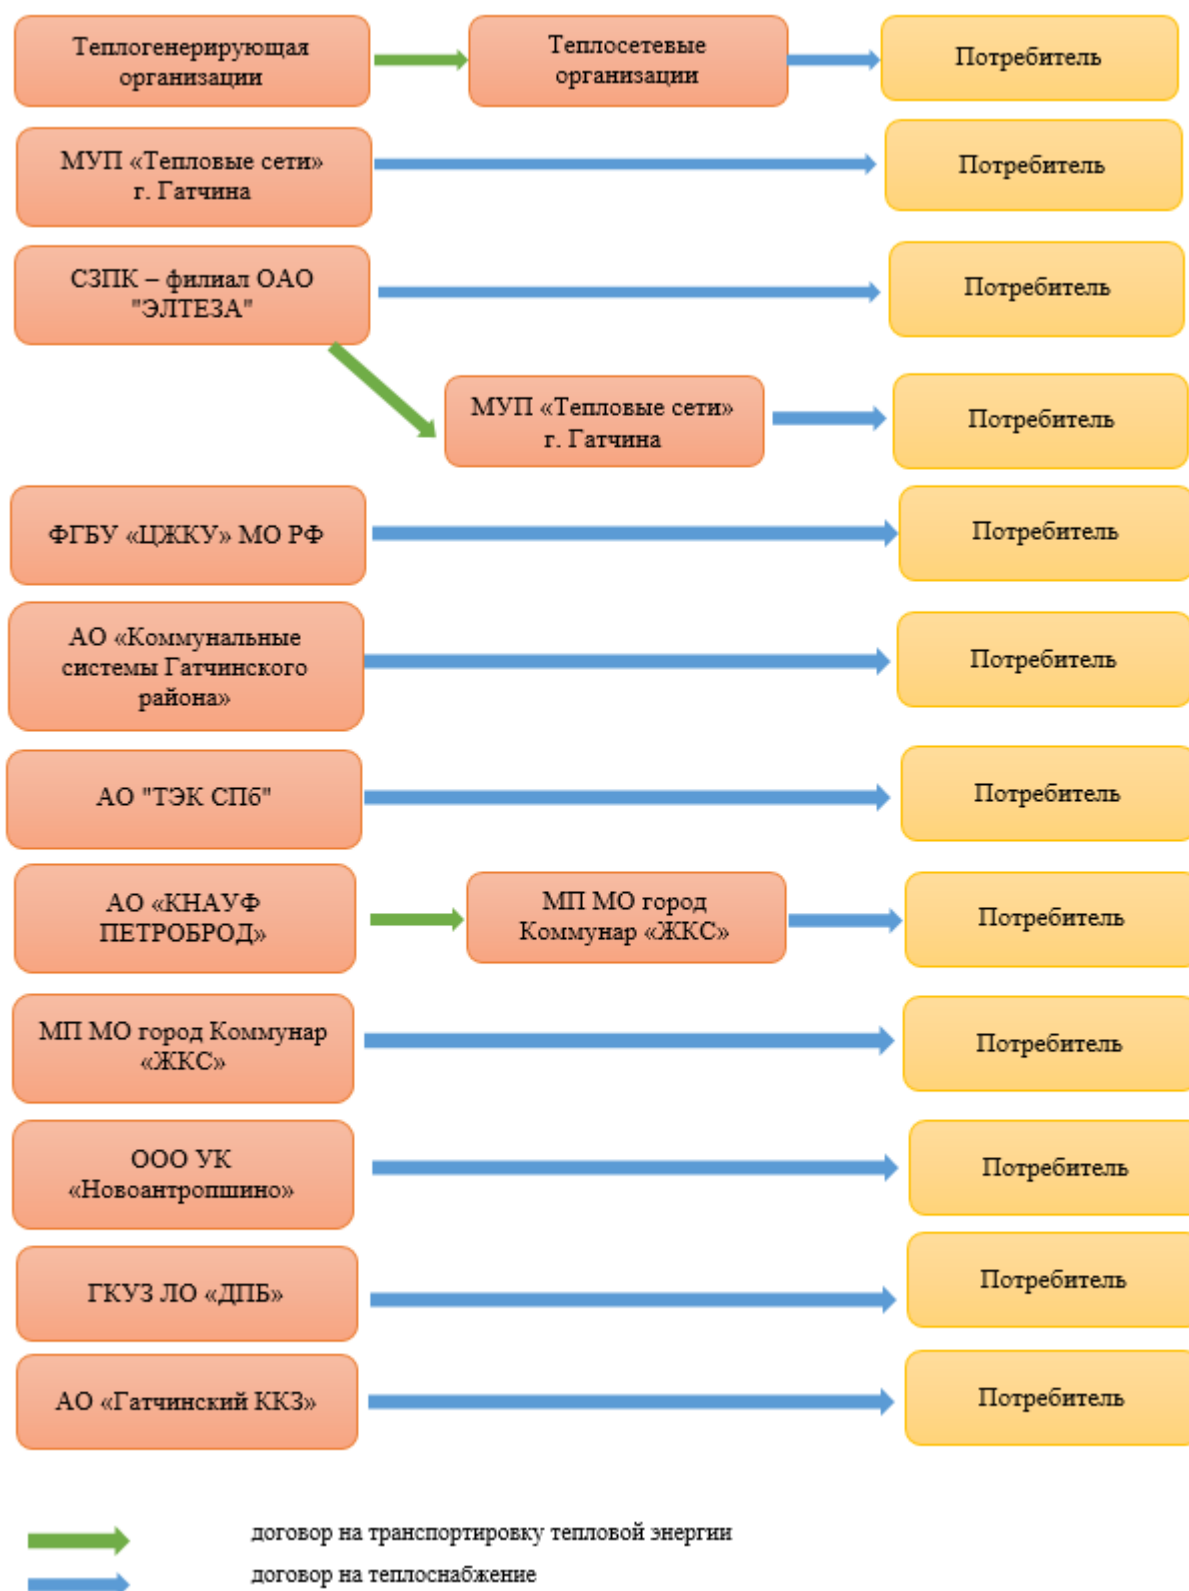 Теплогенерирующая
организации
Теплосетевые
организации
Потребитель
МУП «Тепловые сети»
г. Гатчина
Потребитель
СЗПК – филиал ОАО
"ЭЛТЕЗА"
Потребитель
МУП «Тепловые сети»
г. Гатчина
Потребитель
ФГБУ «ЦЖКУ» МО РФ
Потребитель
АО «Коммунальные
системы Гатчинского
района»
Потребитель
АО "ТЭК СПб"
Потребитель
АО «КНАУФ
ПЕТРОБРОД»
МП МО город
Коммунар «ЖКС»
Потребитель
МП МО город Коммунар
«ЖКС»
Потребитель
ООО УК
«Новоантропшино»
Потребитель
ГКУЗ ЛО «ДПБ»
Потребитель
АО «Гатчинский ККЗ»
Потребитель
договор на транспортировку тепловой энергии
договор на теплоснабжение